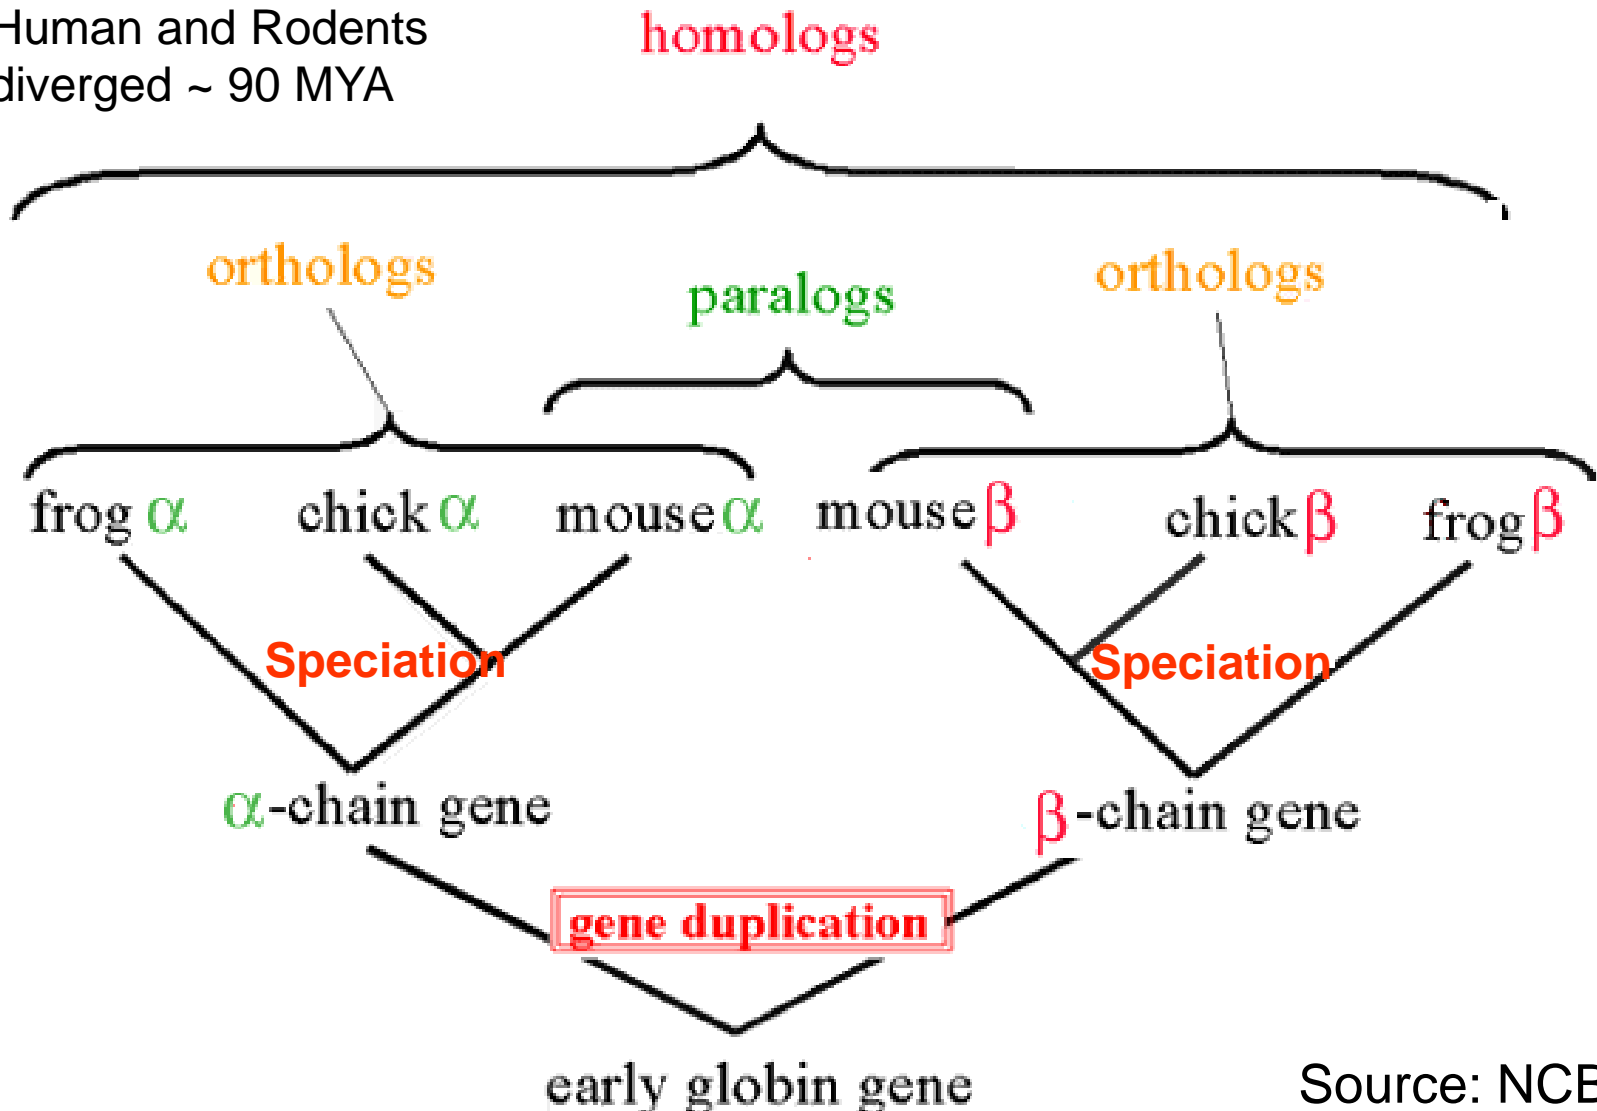 Human and Rodents
diverged ~ 90 MYA
homologs
orthologs
paralogs
orthologs
frog α chick α mouse α mouse β chick β frog β
Speciation Speciation
α-chain gene β-chain gene
gene duplication
early globin gene
Source: NCB